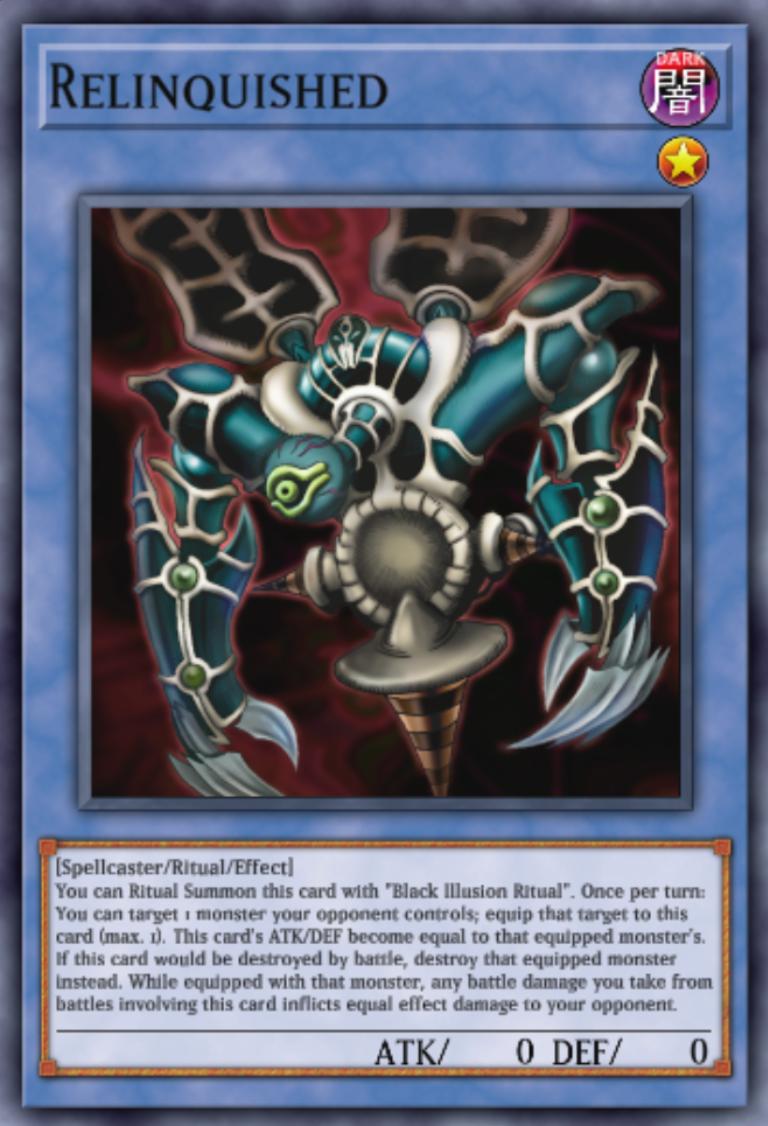 RELINQUISHED
DARK
闇
[Spellcaster/Ritual/Effect]
You can Ritual Summon this card with "Black Illusion Ritual". Once per turn:
You can target 1 monster your opponent controls; equip that target to this
card (max. 1). This card's ATK/DEF become equal to that equipped monster's.
If this card would be destroyed by battle, destroy that equipped monster
instead. While equipped with that monster, any battle damage you take from
battles involving this card inflicts equal effect damage to your opponent.
ATK/ 0 DEF/ 0